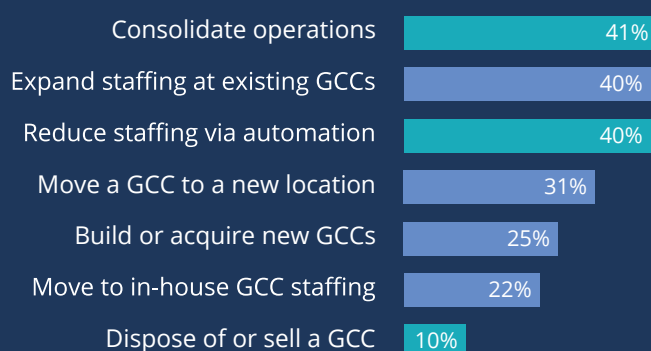 Consolidate operations 41%
Expand staffing at existing GCCs 40%
Reduce staffing via automation 40%
Move a GCC to a new location 31%
Build or acquire new GCCs 25%
Move to in-house GCC staffing 22%
Dispose of or sell a GCC 10%